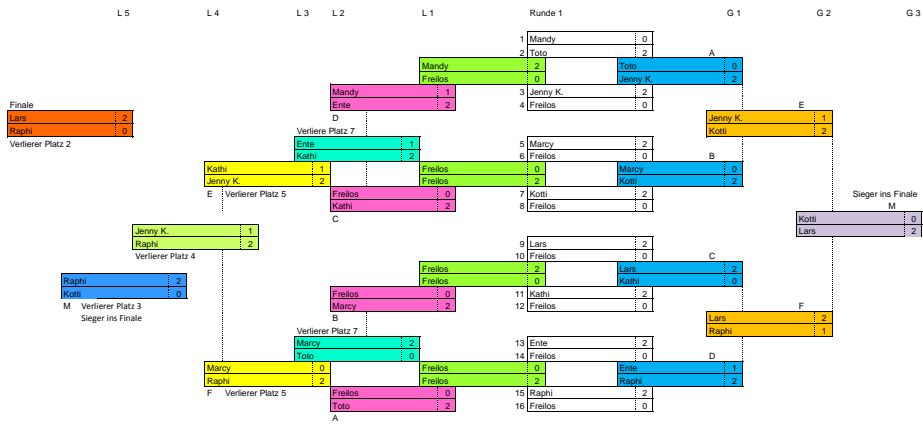 L 5 L 4 L 3 L 2 L 1 Runde 1 G 1 G 2 G 3
1 Mandy 0
2 Toto 2 A
Mandy 2 Toto 0
Freilos 0 Jenny K. 2
Mandy 1 3 Jenny K. 2
Finale Ente 2 4 Freilos 0 E
Lars 2 D Jenny K. 1
Raphi 0 Verliere Platz 7 Kotti 2
Verlierer Platz 2 Ente 1 5 Marcy 2
Kathi 2 6 Freilos 0 B
Kathi 1 Freilos 0 Marcy 0
Jenny K. 2 Freilos 2 Kotti 2
E Verlierer Platz 5 Freilos 0 7 Kotti 2 Sieger ins Finale
Kathi 2 8 Freilos 0 M
C Kotti 0
Jenny K. 1 Lars 2
Raphi 2 9 Lars 2
Verlierer Platz 4 10 Freilos 0 C
Freilos 2 Lars 2
Raphi 2 Freilos 0 Kathi 0
Kotti 0 Freilos 0 11 Kathi 2
M Verlierer Platz 3 Marcy 2 12 Freilos 0 F
Sieger ins Finale B Lars 2
Verlierer Platz 7 Raphi 1
Marcy 2 13 Ente 2
Toto 0 14 Freilos 0 D
Marcy 0 Freilos 0 Ente 1
Raphi 2 Freilos 2 Raphi 2
F Verlierer Platz 5 Freilos 0 15 Raphi 2
Toto 2 16 Freilos 0
A